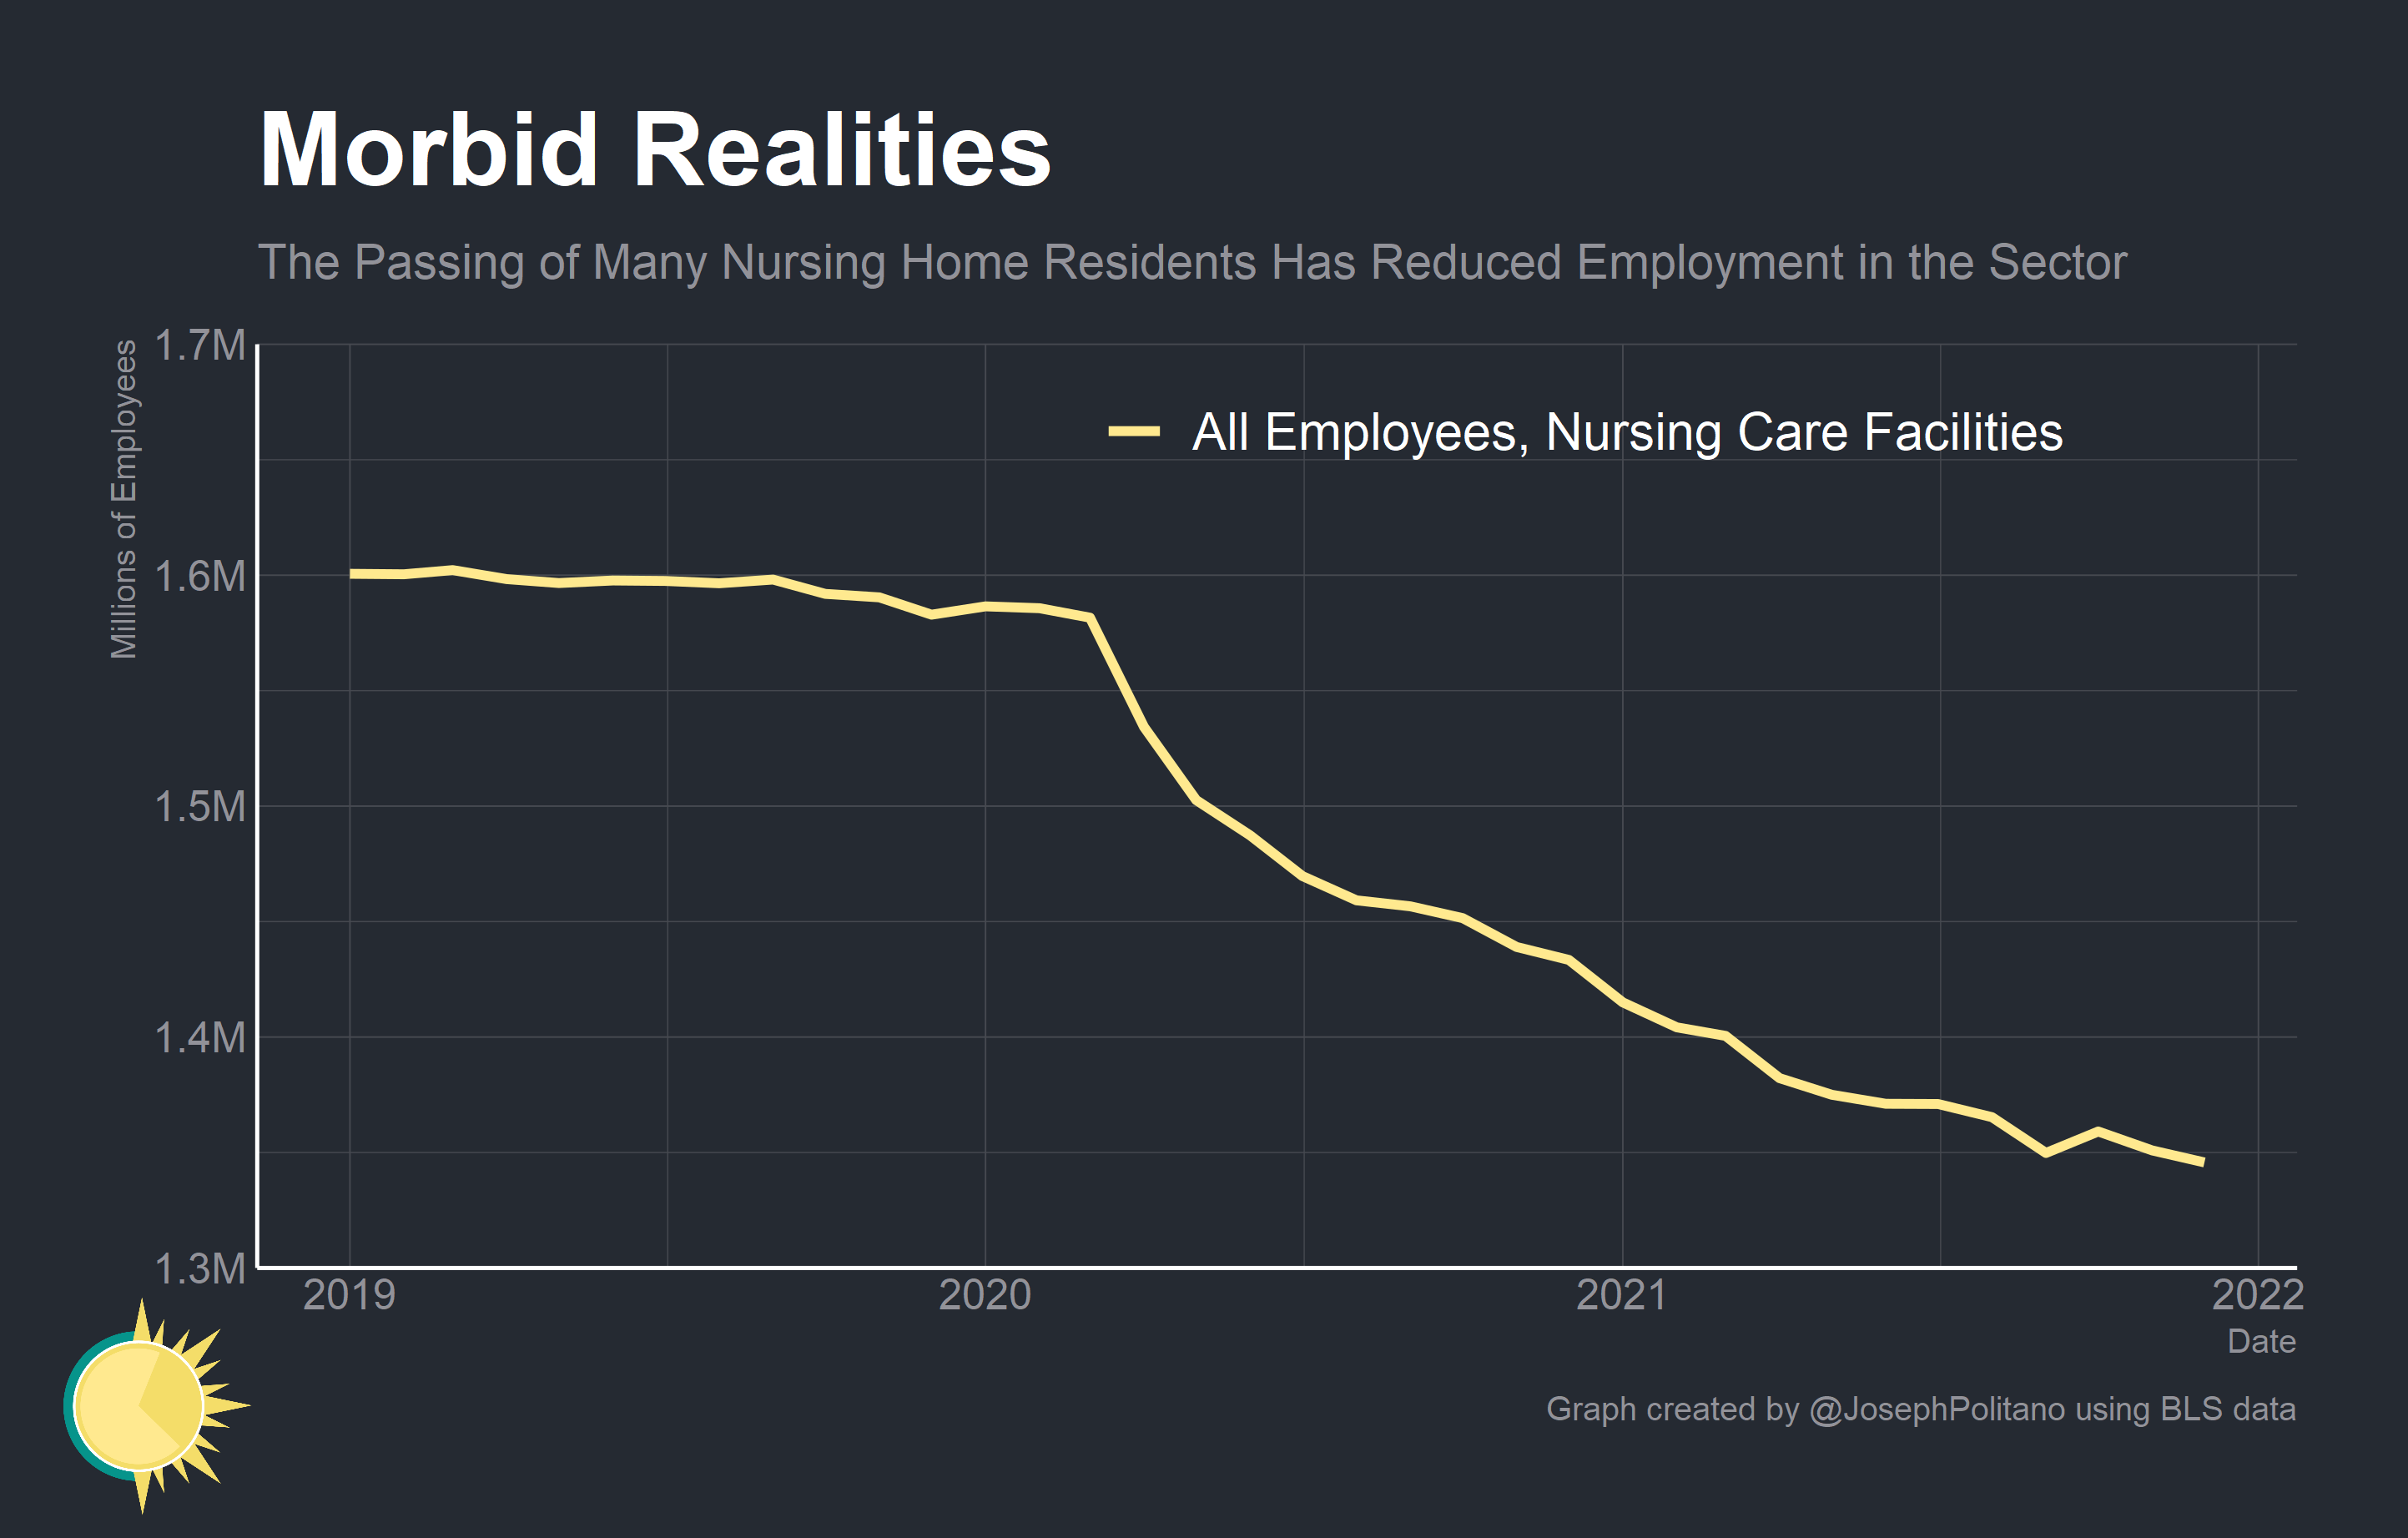 Morbid Realities
The Passing of Many Nursing Home Residents Has Reduced Employment in the Sector
Millions of Employees
1.7M
1.6M
1.5M
1.4M
1.3M
All Employees, Nursing Care Facilities
2019
2020
2021
2022
Date
Graph created by @JosephPolitano using BLS data